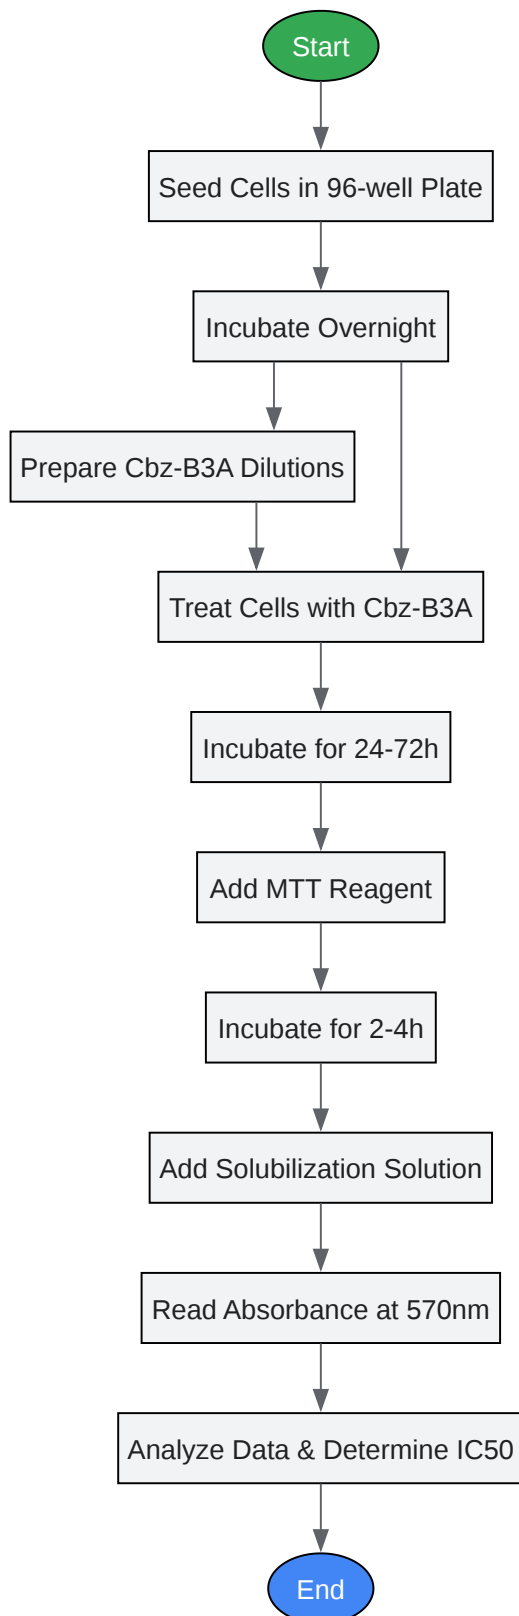 Start
Seed Cells in 96-well Plate
Incubate Overnight
Prepare Cbz-B3A Dilutions
Treat Cells with Cbz-B3A
Incubate for 24-72h
Add MTT Reagent
Incubate for 2-4h
Add Solubilization Solution
Read Absorbance at 570nm
Analyze Data & Determine IC50
End